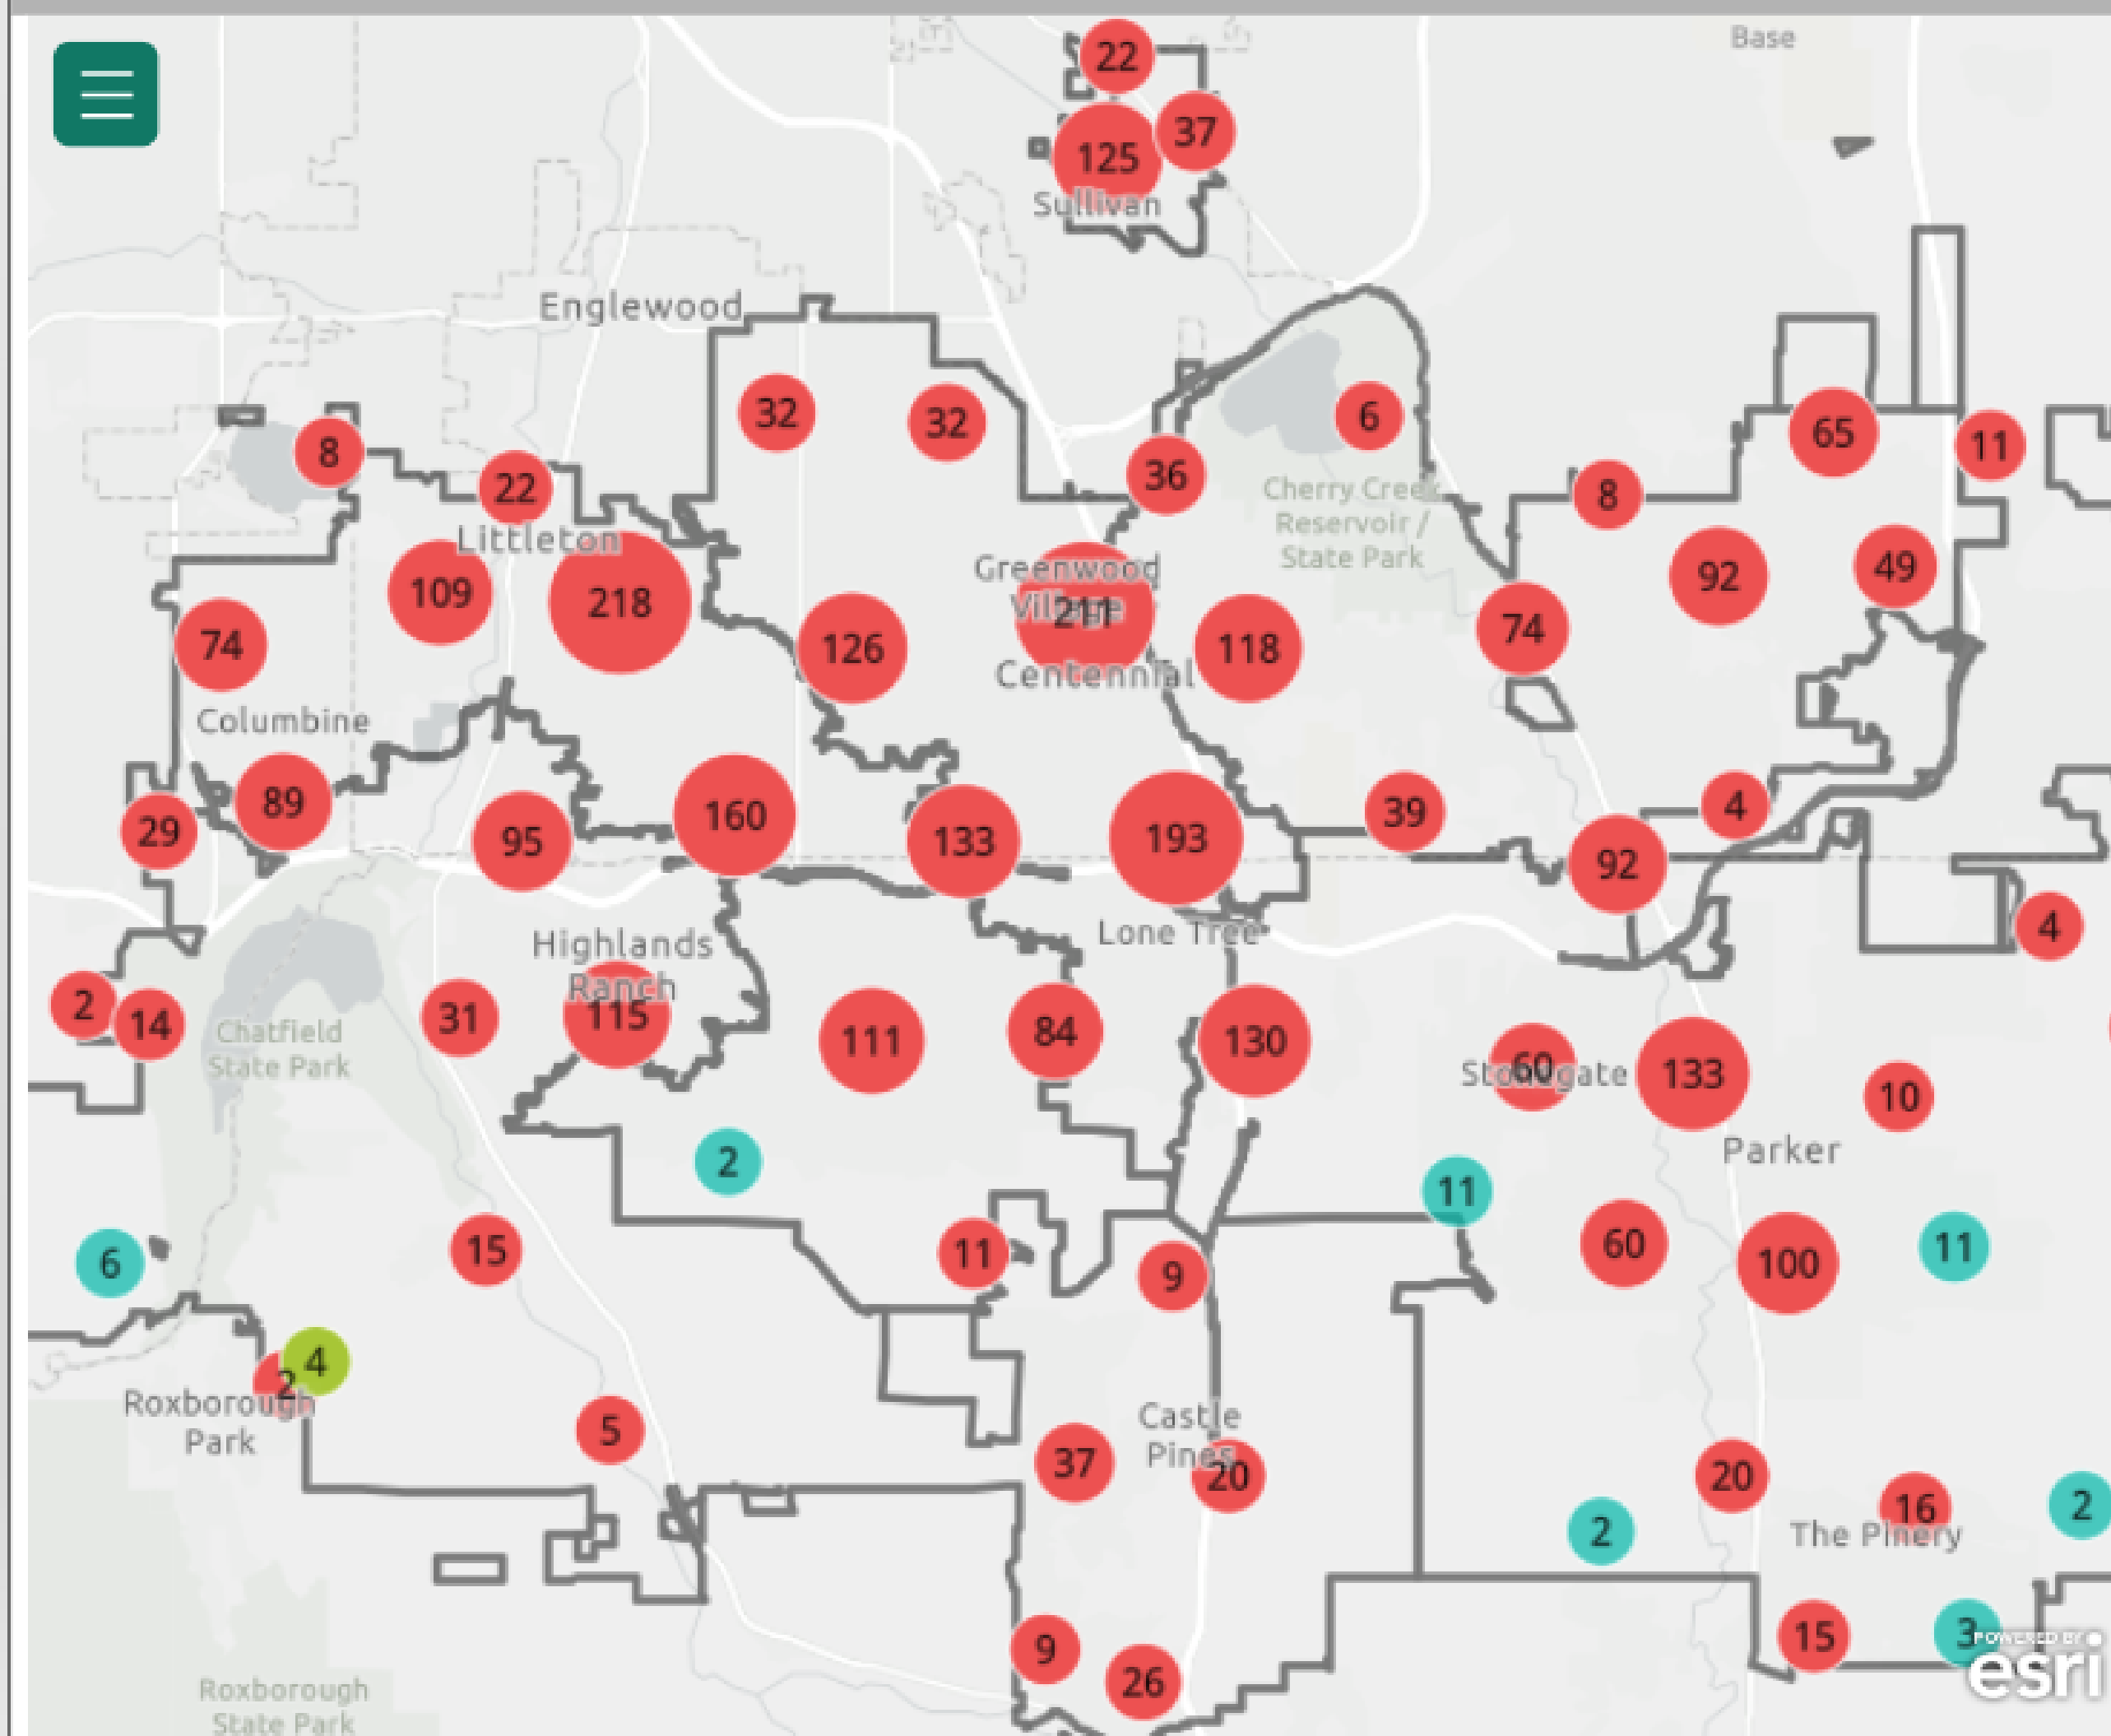 Base
22
37
125
Sullivan
Englewood
32
32
6
8
36
65
11
22
8
Cherry Creek
Reservoir /
State Park
Littleton
109
218
Greenwood
Village
211
92
49
74
126
118
74
Centennial
Columbine
89
29
95
160
133
193
39
4
92
4
Highlands
Ranch
Lone Tree
2
14
31
115
111
84
130
Chatfield
State Park
60
Stonegate
133
10
Parker
2
11
6
15
11
9
60
100
11
4
2
Roxborough
Park
5
37
Castle
Pines
20
20
16
2
The Pinery
2
9
26
15
3
POWERED BY
esri
Roxborough
State Park